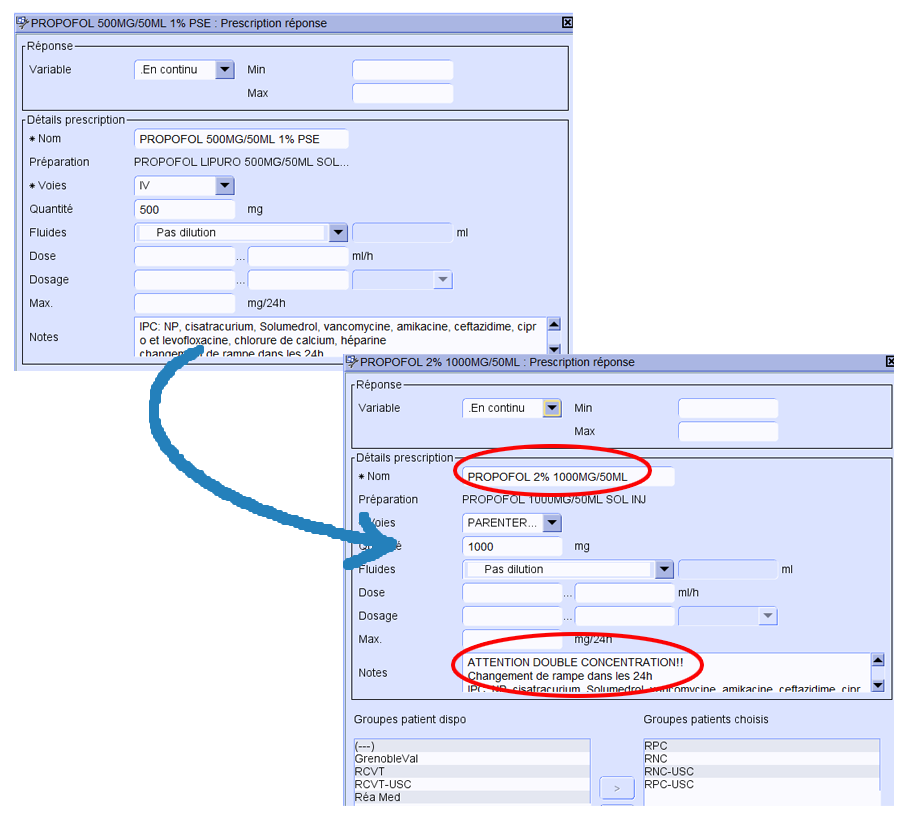 PROPOFOL 500MG/50ML 1% PSE : Prescription réponse
Réponse
Variable .En continu Min
Max
Détails prescription
* Nom PROPOFOL 500MG/50ML 1% PSE
Préparation PROPOFOL LIPURO 500MG/50ML SOL...
* Voies IV
Quantité 500 mg
Fluides Pas dilution ml
Dose ... ml/h
Dosage ...
Max. mg/24h
Notes IPC: NP, cisatracurium, Solumedrol, vancomycine, amikacine, ceftazidime, cipr
o et levofloxacine, chlorure de calcium, héparine
changement de rampe dans les 24h
PROPOFOL 2% 1000MG/50ML : Prescription réponse
Réponse
Variable .En continu Min
Max
Détails prescription
* Nom PROPOFOL 2% 1000MG/50ML
Préparation PROPOFOL 1000MG/50ML SOL INJ
Voies PARENTER...
Quantité 1000 mg
Fluides Pas dilution ml
Dose ... ml/h
Dosage ...
Max. mg/24h
Notes ATTENTION DOUBLE CONCENTRATION!!
Changement de rampe dans les 24h
IPC: NP, cisatracurium, Solumedrol, vancomycine, amikacine, ceftazidime, cipr
Groupes patient dispo
(---)
GrenobleVal
RCVT
RCVT-USC
Réa Med
>
Groupes patients choisis
RPC
RNC
RNC-USC
RPC-USC